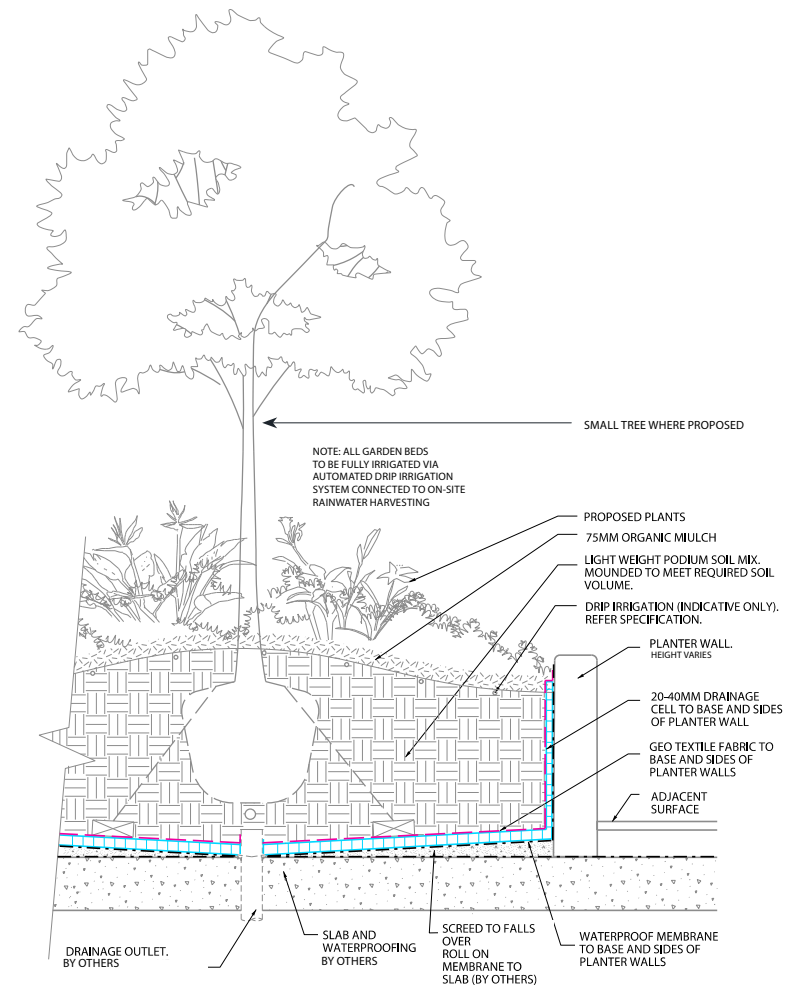 SMALL TREE WHERE PROPOSED
NOTE: ALL GARDEN BEDS
TO BE FULLY IRRIGATED VIA
AUTOMATED DRIP IRRIGATION
SYSTEM CONNECTED TO ON-SITE
RAINWATER HARVESTING
PROPOSED PLANTS
75MM ORGANIC MIULCH
LIGHT WEIGHT PODIUM SOIL MIX.
MOUNDED TO MEET REQUIRED SOIL
VOLUME.
DRIP IRRIGATION (INDICATIVE ONLY).
REFER SPECIFICATION.
PLANTER WALL.
HEIGHT VARIES
20-40MM DRAINAGE
CELL TO BASE AND SIDES
OF PLANTER WALL
GEO TEXTILE FABRIC TO
BASE AND SIDES OF
PLANTER WALLS
ADJACENT
SURFACE
DRAINAGE OUTLET.
BY OTHERS
SLAB AND
WATERPROOFING
BY OTHERS
SCREED TO FALLS
OVER
ROLL ON
MEMBRANE TO
SLAB (BY OTHERS)
WATERPROOF MEMBRANE
TO BASE AND SIDES OF
PLANTER WALLS